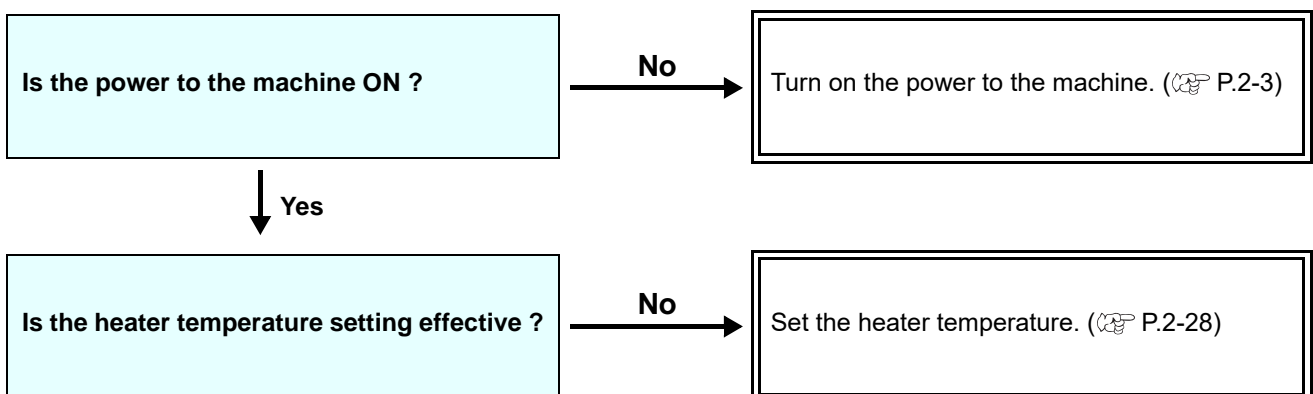 Is the power to the machine ON ?
No
Turn on the power to the machine. (☞ P.2-3)
Yes
Is the heater temperature setting effective ?
No
Set the heater temperature. (☞ P.2-28)